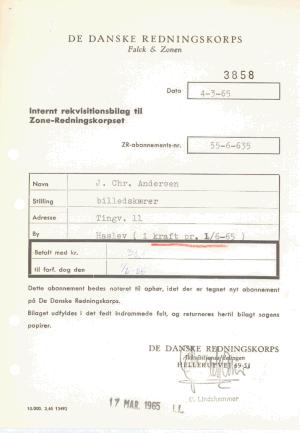 DE DANSKE REDNINGSKORPS
Falck & Zonen
3858
Dato 4-3-65
Internt rekvisitionsbilag til
Zone-Redningskorpset
ZR-abonnements-nr. 55-6-635
Navn J. Chr. Andersen
Stilling billedskærer
Adresse Tingv. 11
By Haslev ( i kraft pr. 1/6-65 )
Betalt med kr.
til forf. dag den 1/6-66
Dette abonnement bedes noteret til ophør, idet der er tegnet nyt abonnement
på De Danske Redningskorps.
Bilaget udfyldes i det fedt indrammede felt, og returneres hertil bilagt sagens
papirer.
DE DANSKE REDNINGSKORPS
HELLERUPVEJ
Lindshammer
17 MAR. 1965
10.000. 2,65 13492